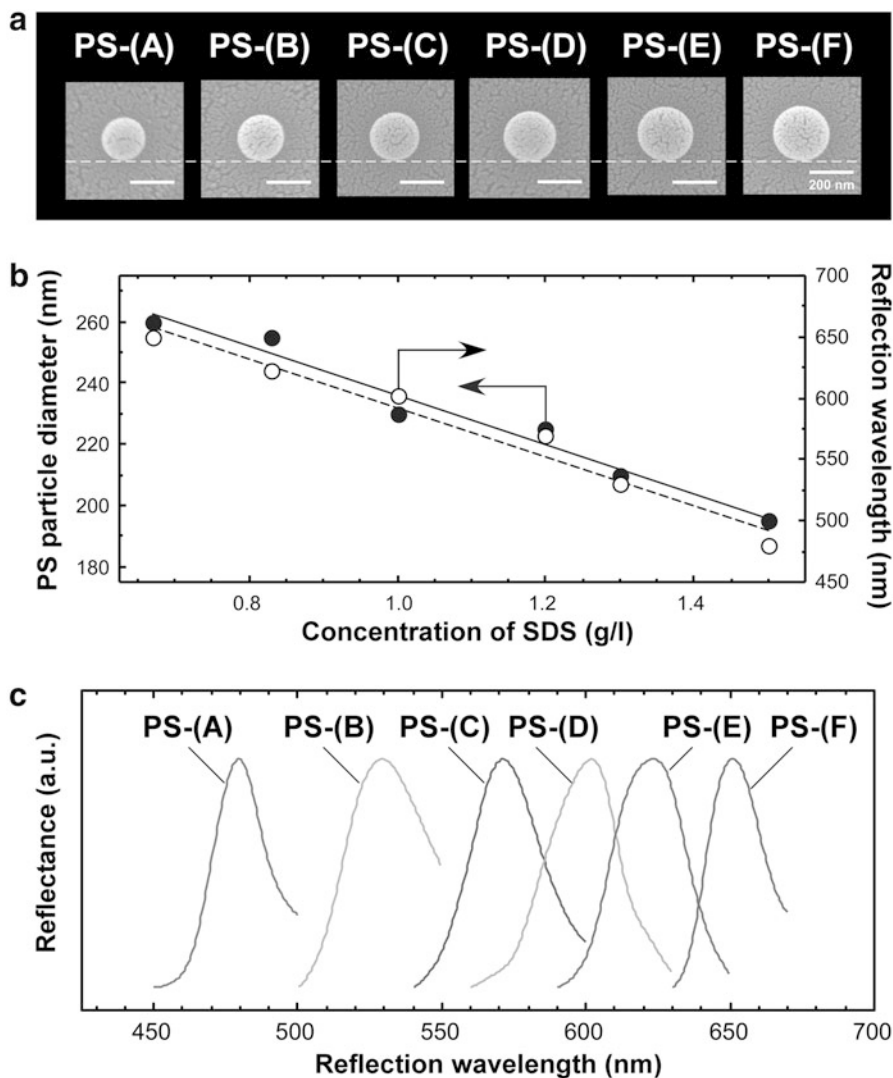 a
PS-(A) PS-(B) PS-(C) PS-(D) PS-(E) PS-(F)
200 nm
b
PS particle diameter (nm)
260
240
220
200
180
700
650
600
550
500
450
Reflection wavelength (nm)
0.8 1.0 1.2 1.4
Concentration of SDS (g/l)
c
PS-(A) PS-(B) PS-(C) PS-(D) PS-(E) PS-(F)
Reflectance (a.u.)
450 500 550 600 650 700
Reflection wavelength (nm)